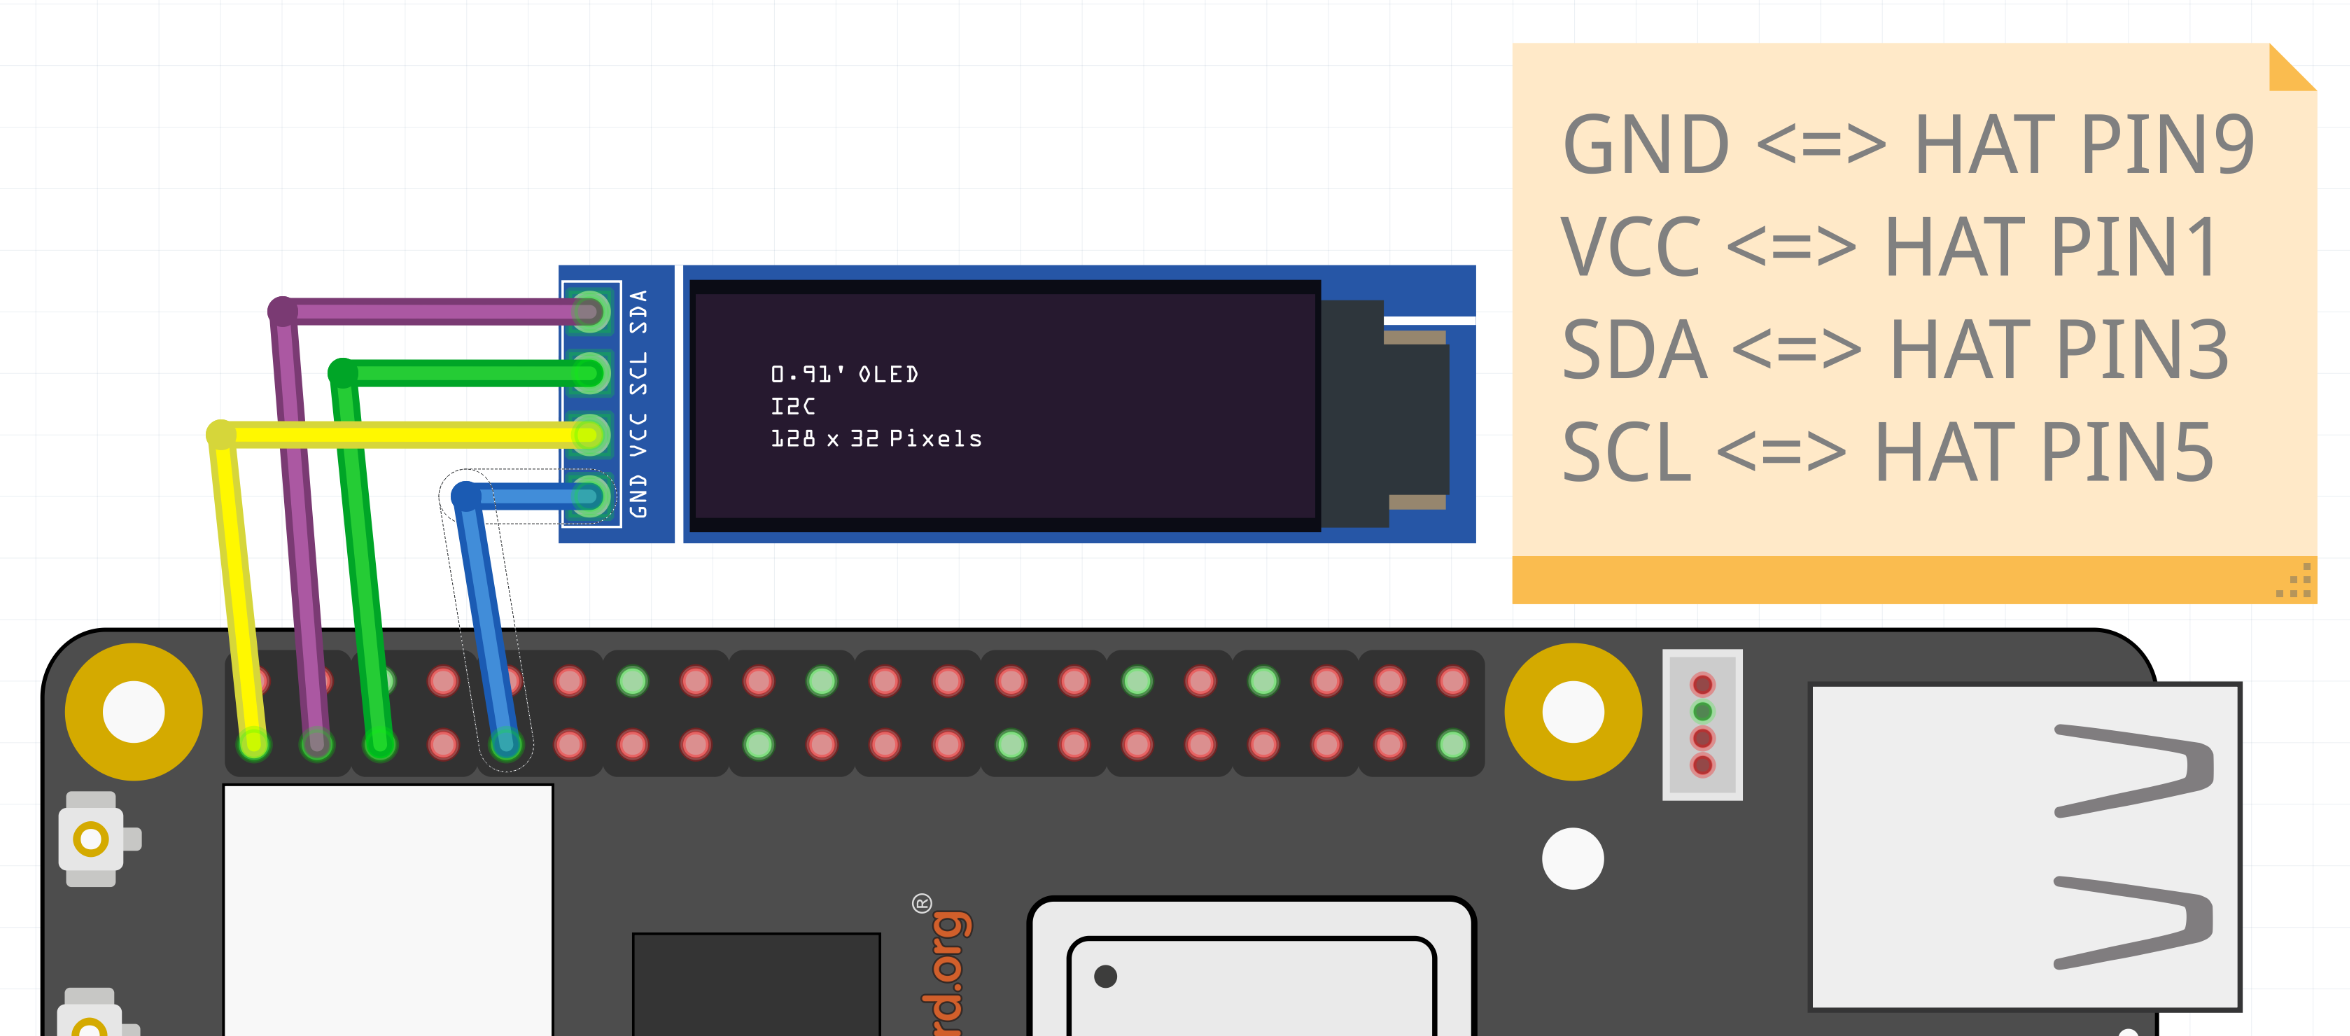 GND <=> HAT PIN9
VCC <=> HAT PIN1
SDA <=> HAT PIN3
SCL <=> HAT PIN5
GND VCC SCL SDA
0.91' OLED
I2C
128 x 32 Pixels
rd.org®